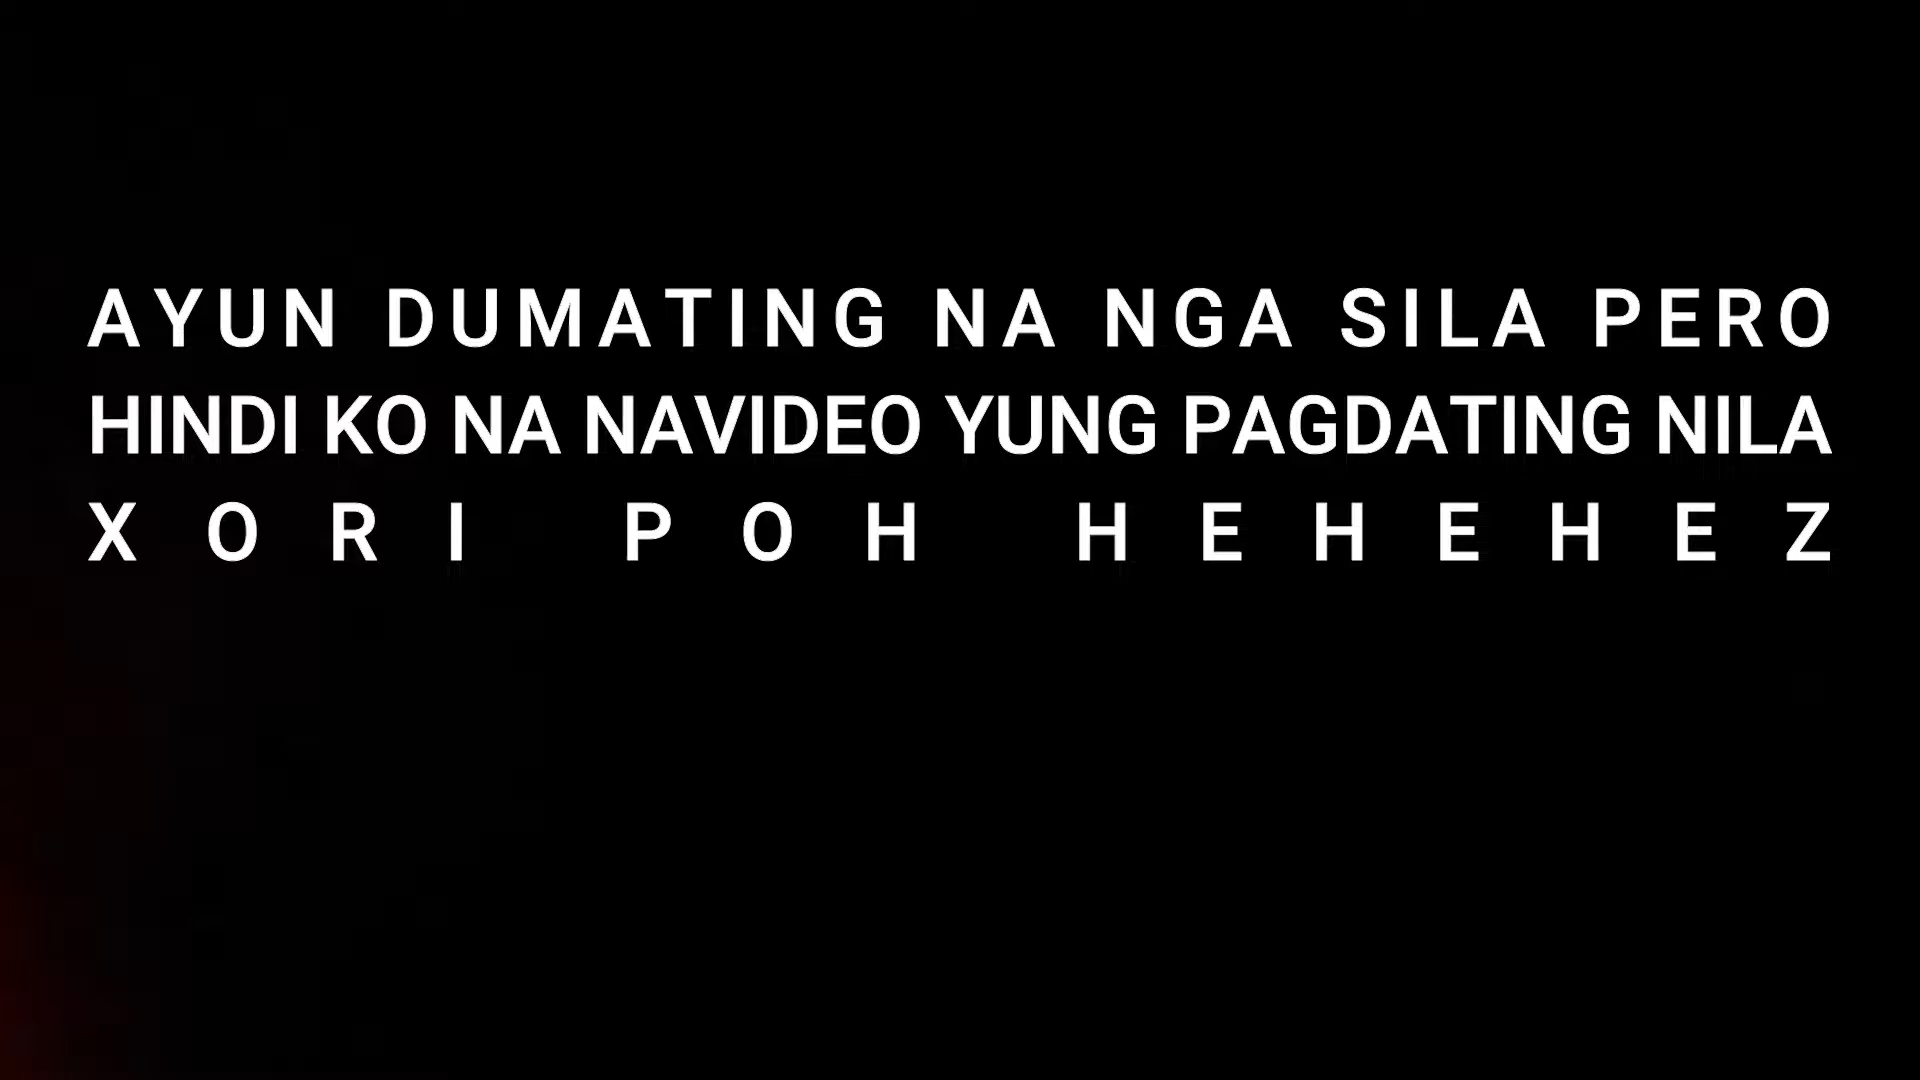 AYUN DUMATING NA NGA SILA PERO
HINDI KO NA NAVIDEO YUNG PAGDATING NILA
XORI POH HEHEHEZ